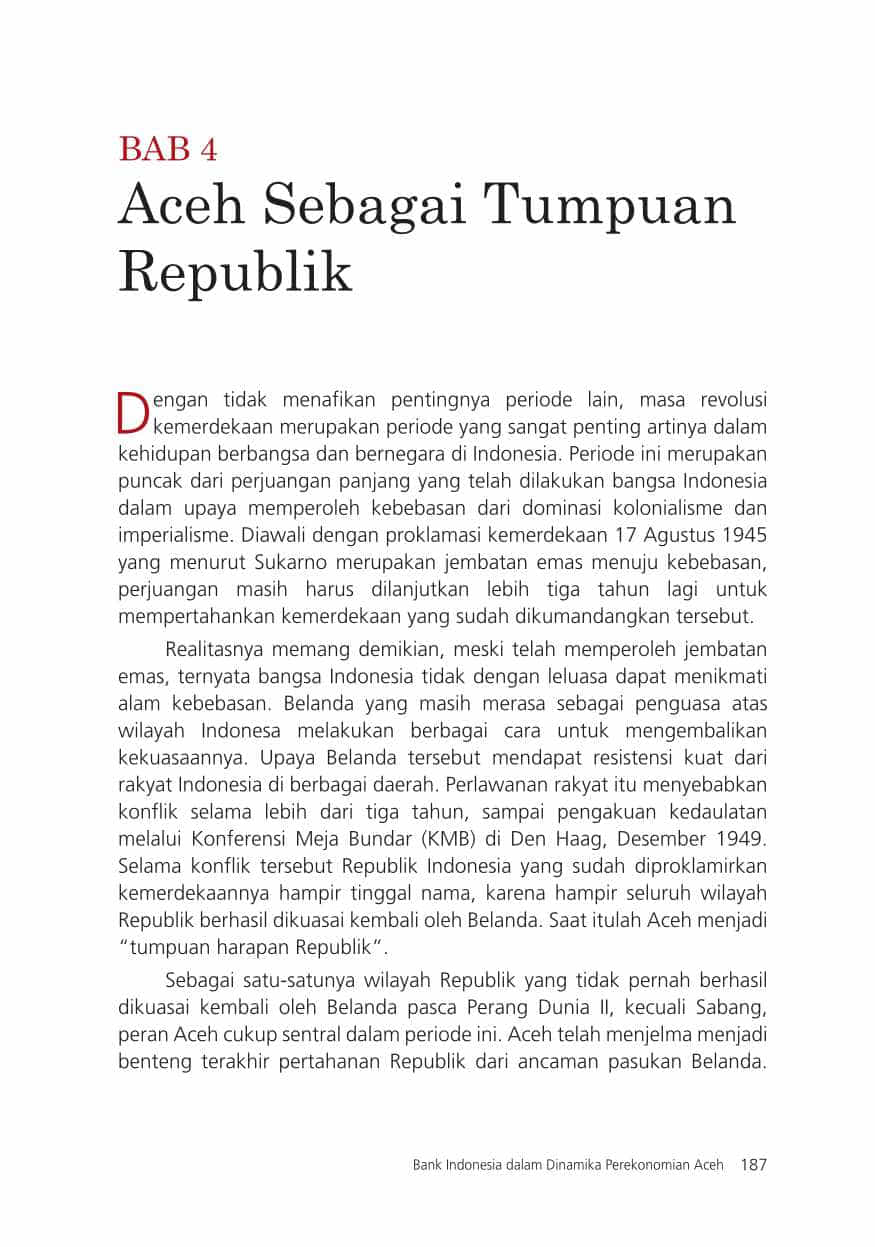 BAB 4
Aceh Sebagai Tumpuan
Republik
Dengan tidak menafikan pentingnya periode lain, masa revolusi
kemerdekaan merupakan periode yang sangat penting artinya dalam
kehidupan berbangsa dan bernegara di Indonesia. Periode ini merupakan
puncak dari perjuangan panjang yang telah dilakukan bangsa Indonesia
dalam upaya memperoleh kebebasan dari dominasi kolonialisme dan
imperialisme. Diawali dengan proklamasi kemerdekaan 17 Agustus 1945
yang menurut Sukarno merupakan jembatan emas menuju kebebasan,
perjuangan masih harus dilanjutkan lebih tiga tahun lagi untuk
mempertahankan kemerdekaan yang sudah dikumandangkan tersebut.
Realitasnya memang demikian, meski telah memperoleh jembatan
emas, ternyata bangsa Indonesia tidak dengan leluasa dapat menikmati
alam kebebasan. Belanda yang masih merasa sebagai penguasa atas
wilayah Indonesa melakukan berbagai cara untuk mengembalikan
kekuasaannya. Upaya Belanda tersebut mendapat resistensi kuat dari
rakyat Indonesia di berbagai daerah. Perlawanan rakyat itu menyebabkan
konflik selama lebih dari tiga tahun, sampai pengakuan kedaulatan
melalui Konferensi Meja Bundar (KMB) di Den Haag, Desember 1949.
Selama konflik tersebut Republik Indonesia yang sudah diproklamirkan
kemerdekaannya hampir tinggal nama, karena hampir seluruh wilayah
Republik berhasil dikuasai kembali oleh Belanda. Saat itulah Aceh menjadi
“tumpuan harapan Republik”.
Sebagai satu-satunya wilayah Republik yang tidak pernah berhasil
dikuasai kembali oleh Belanda pasca Perang Dunia II, kecuali Sabang,
peran Aceh cukup sentral dalam periode ini. Aceh telah menjelma menjadi
benteng terakhir pertahanan Republik dari ancaman pasukan Belanda.
Bank Indonesia dalam Dinamika Perekonomian Aceh 187